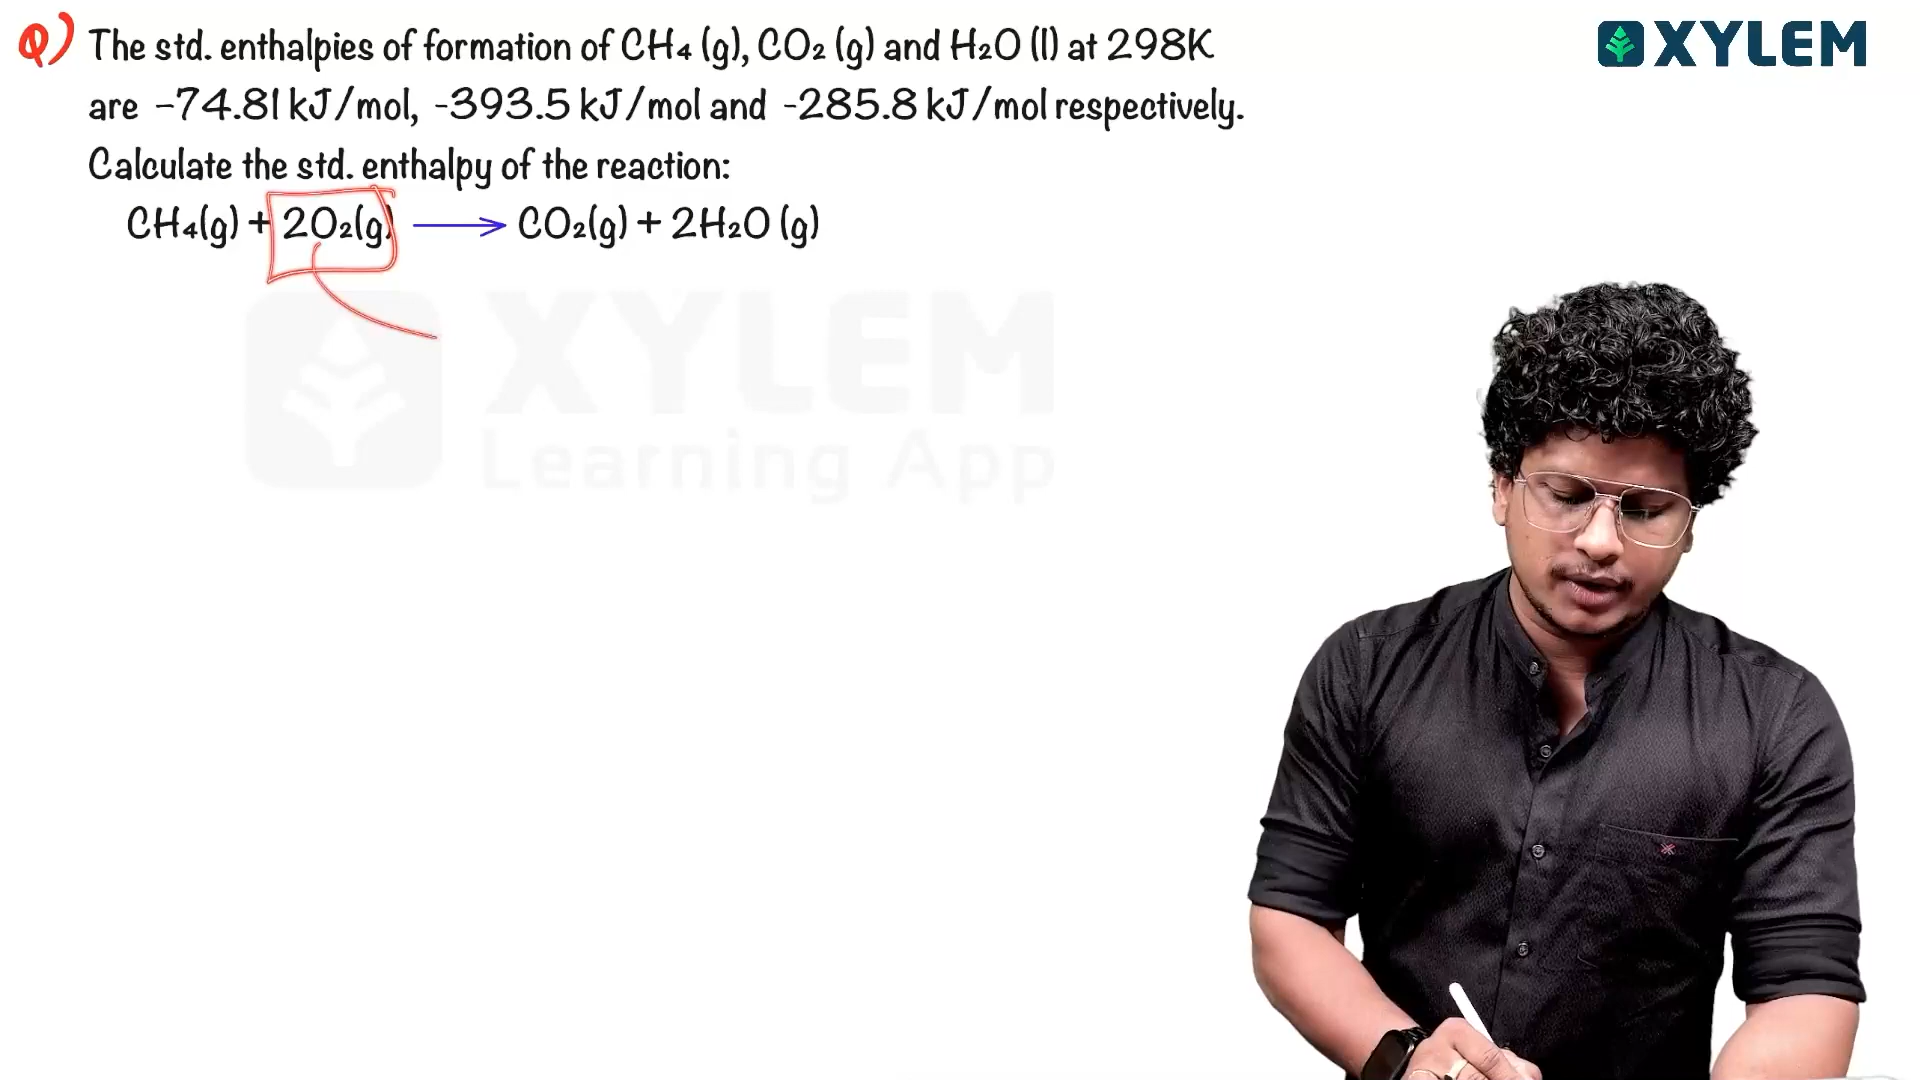 Q) The std. enthalpies of formation of CH₄ (g), CO₂ (g) and H₂O (l) at 298K
are -74.81 kJ/mol, -393.5 kJ/mol and -285.8 kJ/mol respectively.
Calculate the std. enthalpy of the reaction:
CH₄(g) + 2O₂(g) ⟶ CO₂(g) + 2H₂O (g)
XYLEM
XYLEM
Learning App